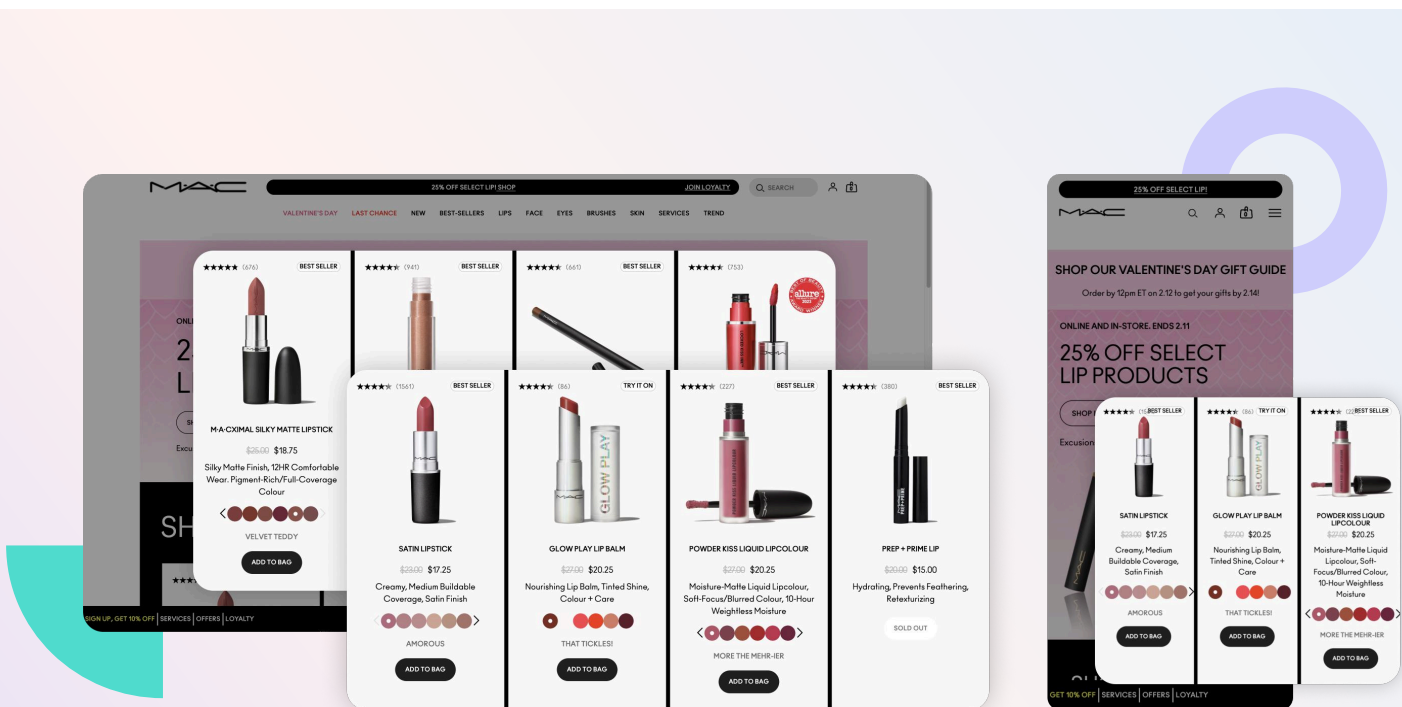 MAC
25% OFF SELECT LIP! SHOP
JOIN LOYALTY
SEARCH
0
VALENTINE'S DAY LAST CHANCE NEW BEST-SELLERS LIPS FACE EYES BRUSHES SKIN SERVICES TREND
★★★★★ (676) BEST SELLER
M·A·CXIMAL SILKY MATTE LIPSTICK
$25.00 $18.75
Silky Matte Finish, 12HR Comfortable
Wear. Pigment-Rich/Full-Coverage
Colour
VELVET TEDDY
ADD TO BAG
(941) BEST SELLER
(661) BEST SELLER
(753)
allure
SH
SIGN UP, GET 10% OFF | SERVICES | OFFERS | LOYALTY
(1561) BEST SELLER
SATIN LIPSTICK
$23.00 $17.25
Creamy, Medium Buildable
Coverage, Satin Finish
AMOROUS
ADD TO BAG
(86) TRY IT ON
GLOW PLAY
GLOW PLAY LIP BALM
$27.00 $20.25
Nourishing Lip Balm, Tinted Shine,
Colour + Care
THAT TICKLES!
ADD TO BAG
(227) BEST SELLER
POWDER KISS LIQUID LIPCOLOUR
$27.00 $20.25
Moisture-Matte Liquid Lipcolour,
Soft-Focus/Blurred Colour, 10-Hour
Weightless Moisture
MORE THE MEHR-IER
ADD TO BAG
(380) BEST SELLER
PREP+PRIME
PREP + PRIME LIP
$20.00 $15.00
Hydrating, Prevents Feathering,
Retexturizing
SOLD OUT
25% OFF SELECT LIP!
MAC
0
SHOP OUR VALENTINE'S DAY GIFT GUIDE
Order by 12pm ET on 2.12 to get your gifts by 2.14!
ONLINE AND IN-STORE. ENDS 2.11
25% OFF SELECT
LIP PRODUCTS
SHOP
Excusion
BEST SELLER
SATIN LIPSTICK
$23.00 $17.25
Creamy, Medium
Buildable Coverage,
Satin Finish
AMOROUS
ADD TO BAG
(86) TRY IT ON
GLOW PLAY
GLOW PLAY LIP BALM
$27.00 $20.25
Nourishing Lip Balm,
Tinted Shine, Colour +
Care
THAT TICKLES!
ADD TO BAG
BEST SELLER
POWDER KISS LIQUID
LIPCOLOUR
$27.00 $20.25
Moisture-Matte Liquid
Lipcolour, Soft-
Focus/Blurred Colour,
10-Hour Weightless
Moisture
MORE THE MEHR-IER
ADD TO BAG
GET 10% OFF | SERVICES | OFFERS | LOYALTY